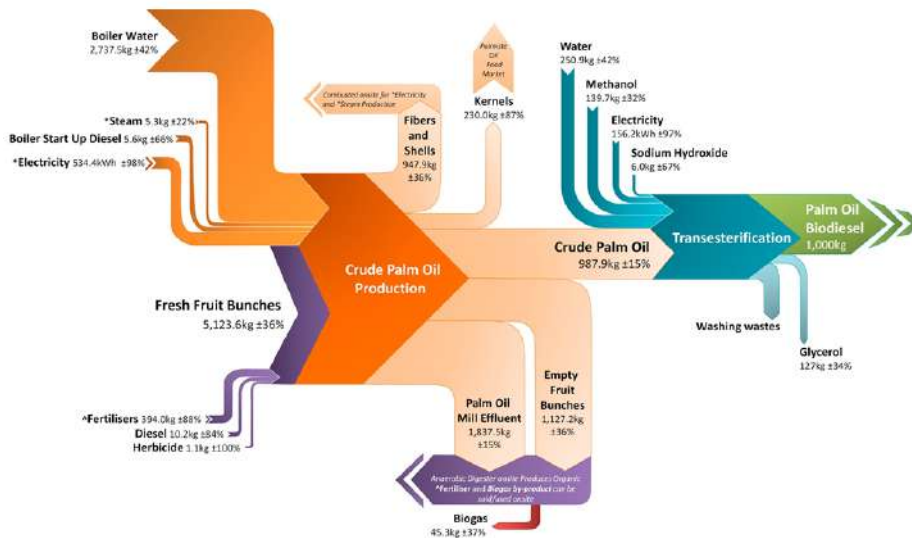 Boiler Water
2,737.5kg ±42%
*Steam 5.3kg ±22%
Boiler Start Up Diesel 5.6kg ±66%
*Electricity 534.4kWh ±98%
Fresh Fruit Bunches
5,123.6kg ±36%
^Fertilisers 394.0kg ±88%
Diesel 10.2kg ±84%
Herbicide 1.1kg ±100%
Crude Palm Oil
Production
Combusted onsite for *Electricity
and *Steam Production
Fibers
and
Shells
947.9kg
±36%
Palmate
Oil
Food
Market
Kernels
230.0kg ±87%
Crude Palm Oil
987.9kg ±15%
Palm Oil
Mill Effluent
1,837.5kg
±15%
Empty
Fruit
Bunches
1,127.2kg
±36%
Anaerobic Digester onsite Produces Organic
^Fertiliser and Biogas by-product can be
sold/used onsite
Biogas
45.3kg ±37%
Water
250.9kg ±42%
Methanol
139.7kg ±32%
Electricity
156.2kWh ±97%
Sodium Hydroxide
6.0kg ±67%
Transesterification
Palm Oil
Biodiesel
1,000kg
Washing wastes
Glycerol
127kg ±34%